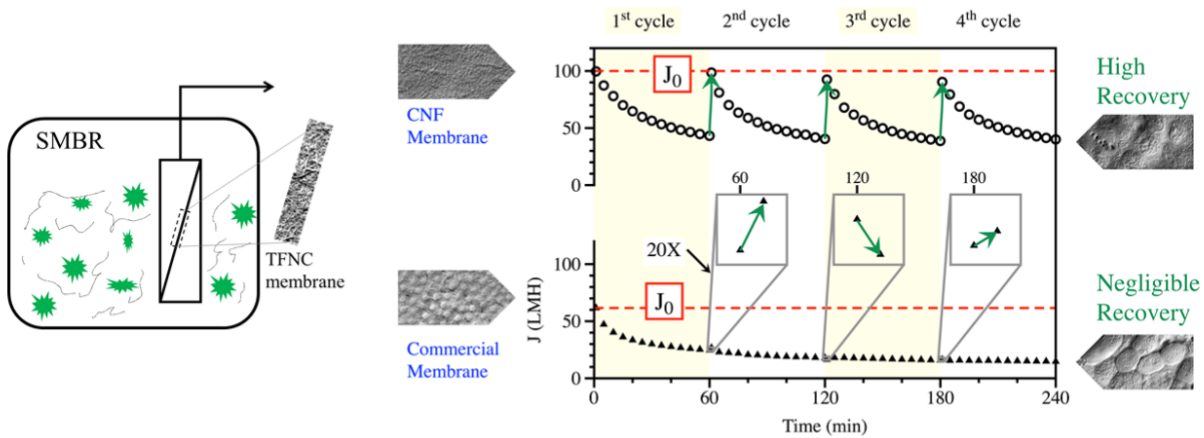 1st cycle 2nd cycle 3rd cycle 4th cycle
SMBR
TFNC
membrane
CNF
Membrane
Commercial
Membrane
100
50
0
J0
60
120
180
20X
100
50
0
J0
J (LMH)
0 60 120 180 240
Time (min)
High
Recovery
Negligible
Recovery